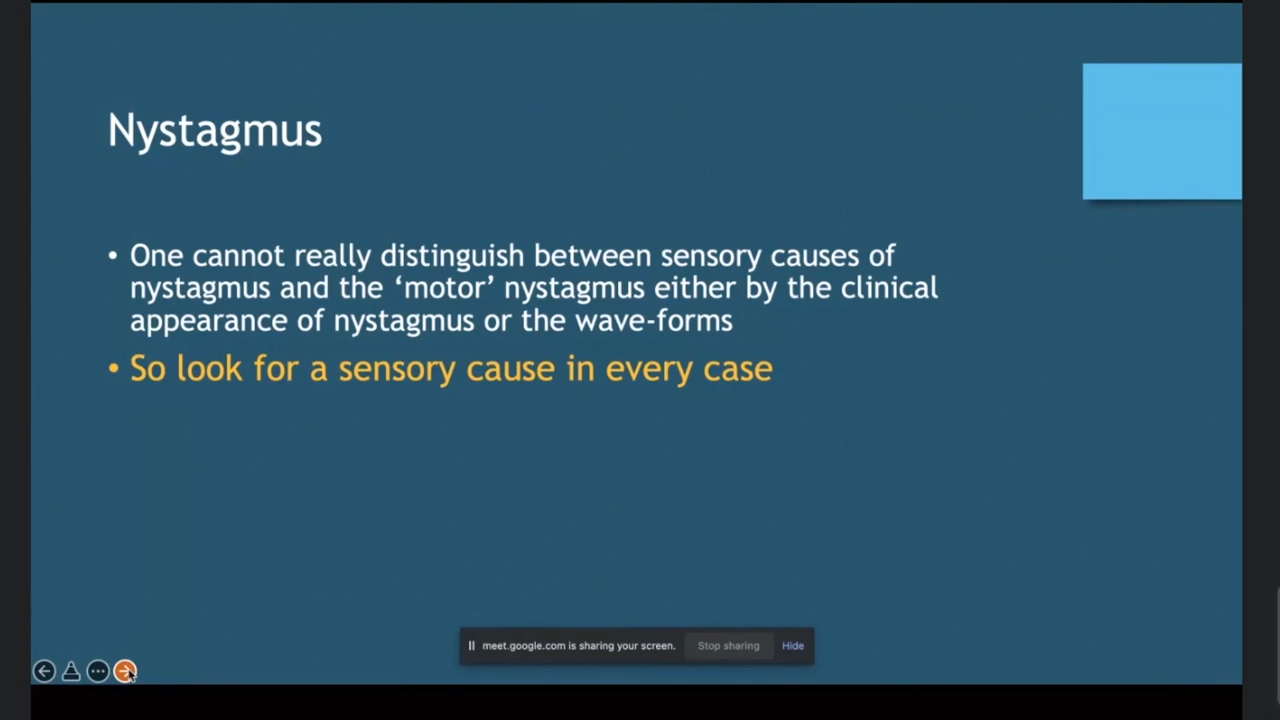 Nystagmus
• One cannot really distinguish between sensory causes of
nystagmus and the ‘motor’ nystagmus either by the clinical
appearance of nystagmus or the wave-forms
• So look for a sensory cause in every case
meet.google.com is sharing your screen. Stop sharing Hide